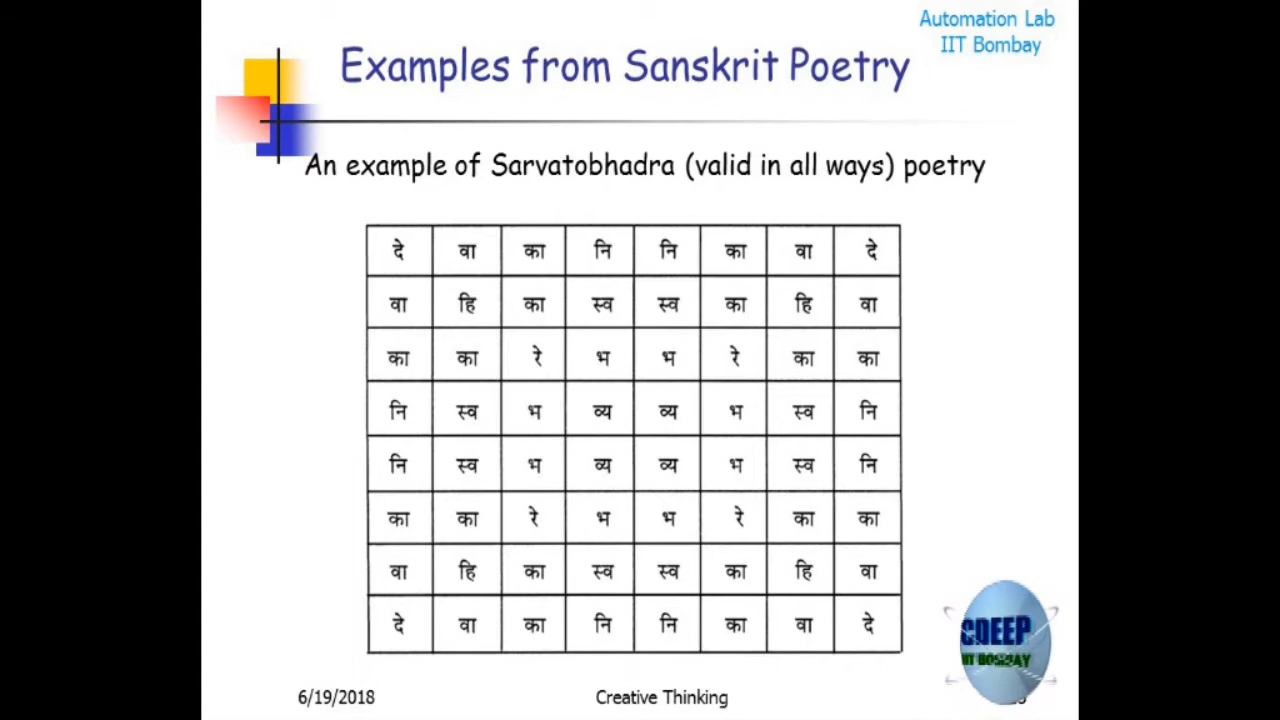 Automation Lab
IIT Bombay
Examples from Sanskrit Poetry
An example of Sarvatobhadra (valid in all ways) poetry
दे वा का नि नि का वा दे
वा हि का स्व स्व का हि वा
का का रे भ भ रे का का
नि स्व भ व्य व्य भ स्व नि
नि स्व भ व्य व्य भ स्व नि
का का रे भ भ रे का का
वा हि का स्व स्व का हि वा
दे वा का नि नि का वा दे
CDEEP
IIT BOMBAY
6/19/2018 Creative Thinking